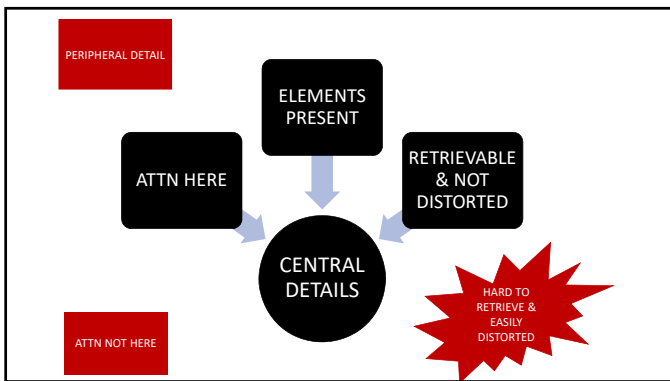 PERIPHERAL DETAIL
ELEMENTS
PRESENT
ATTN HERE
RETRIEVABLE
& NOT
DISTORTED
CENTRAL
DETAILS
HARD TO
RETRIEVE &
EASILY
DISTORTED
ATTN NOT HERE